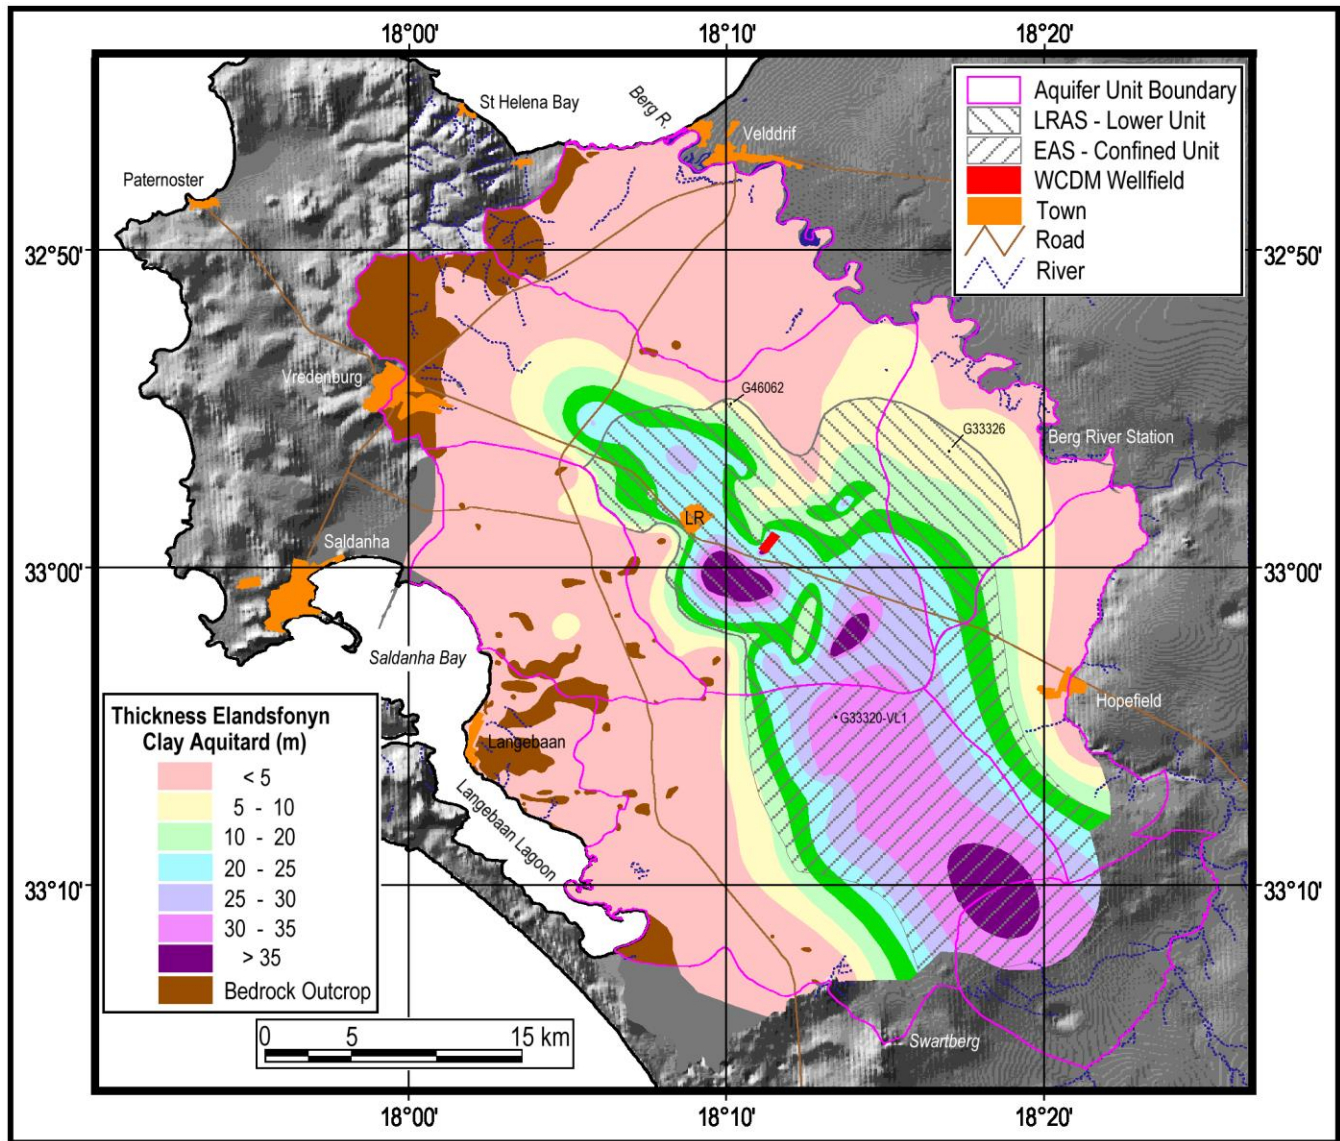 18°00'
18°10'
18°20'
St Helena Bay
Berg R.
Velddrif
Paternoster
Aquifer Unit Boundary
LRAS - Lower Unit
EAS - Confined Unit
WCDM Wellfield
Town
Road
River
32°50'
32°50'
Vredenburg
G46062
G33326
Berg River Station
LR
Saldanha
33°00'
33°00'
Saldanha Bay
Hopefield
G33320-VL1
Langebaan
Langebaan Lagoon
Thickness Elandsfonyn
Clay Aquitard (m)
< 5
5 - 10
10 - 20
20 - 25
25 - 30
30 - 35
> 35
Bedrock Outcrop
33°10'
33°10'
0 5 15 km
Swartberg
18°00'
18°10'
18°20'